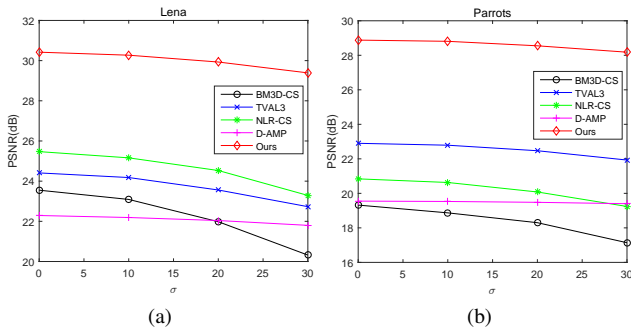 Lena
PSNR(dB)
32
30
28
26
24
22
20
0 5 10 15 20 25 30
σ
BM3D-CS
TVAL3
NLR-CS
D-AMP
Ours
(a)
Parrots
PSNR(dB)
30
28
26
24
22
20
18
16
0 5 10 15 20 25 30
σ
BM3D-CS
TVAL3
NLR-CS
D-AMP
Ours
(b)